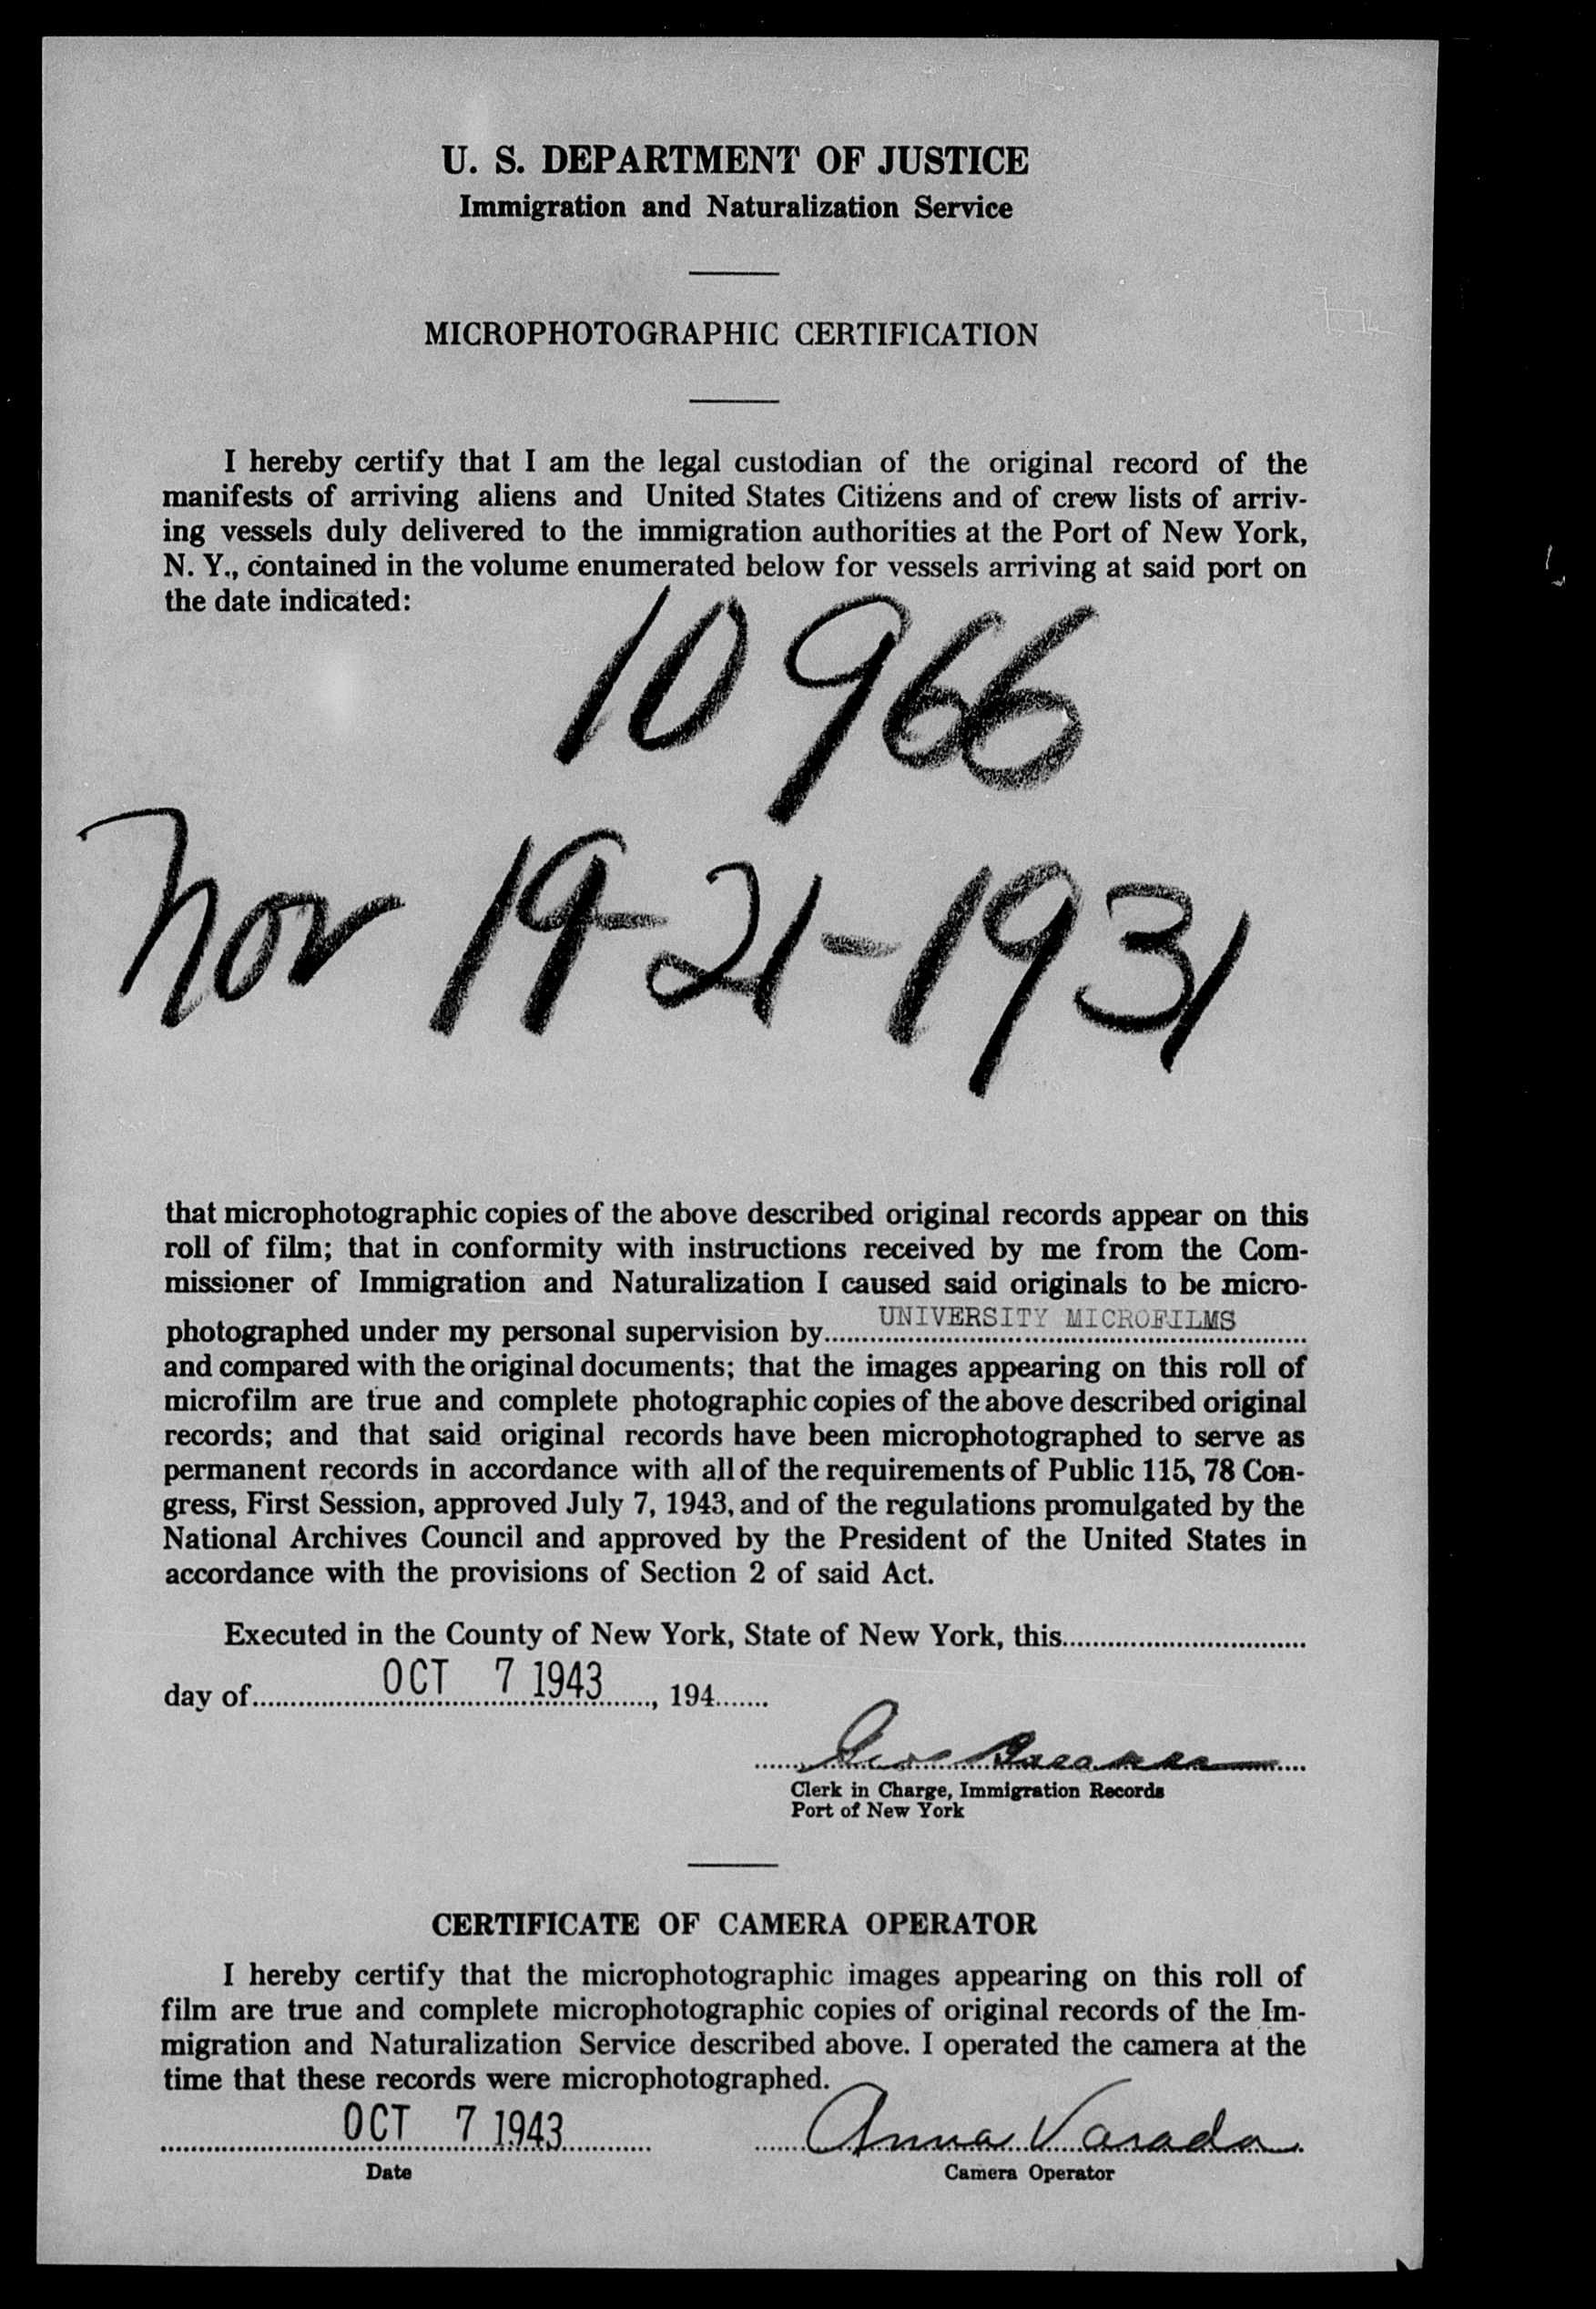 U. S. DEPARTMENT OF JUSTICE
Immigration and Naturalization Service
MICROPHOTOGRAPHIC CERTIFICATION
I hereby certify that I am the legal custodian of the original record of the
manifests of arriving aliens and United States Citizens and of crew lists of arriv-
ing vessels duly delivered to the immigration authorities at the Port of New York,
N. Y., contained in the volume enumerated below for vessels arriving at said port on
the date indicated:
10966
Nov 19-21-1931
that microphotographic copies of the above described original records appear on this
roll of film; that in conformity with instructions received by me from the Com-
missioner of Immigration and Naturalization I caused said originals to be micro-
photographed under my personal supervision by UNIVERSITY MICROFILMS
and compared with the original documents; that the images appearing on this roll of
microfilm are true and complete photographic copies of the above described original
records; and that said original records have been microphotographed to serve as
permanent records in accordance with all of the requirements of Public 115, 78 Con-
gress, First Session, approved July 7, 1943, and of the regulations promulgated by the
National Archives Council and approved by the President of the United States in
accordance with the provisions of Section 2 of said Act.
Executed in the County of New York, State of New York, this
day of OCT 7 1943, 194
Geo
Clerk in Charge, Immigration Records
Port of New York
CERTIFICATE OF CAMERA OPERATOR
I hereby certify that the microphotographic images appearing on this roll of
film are true and complete microphotographic copies of original records of the Im-
migration and Naturalization Service described above. I operated the camera at the
time that these records were microphotographed.
OCT 7 1943 Anna Varada
Date Camera Operator